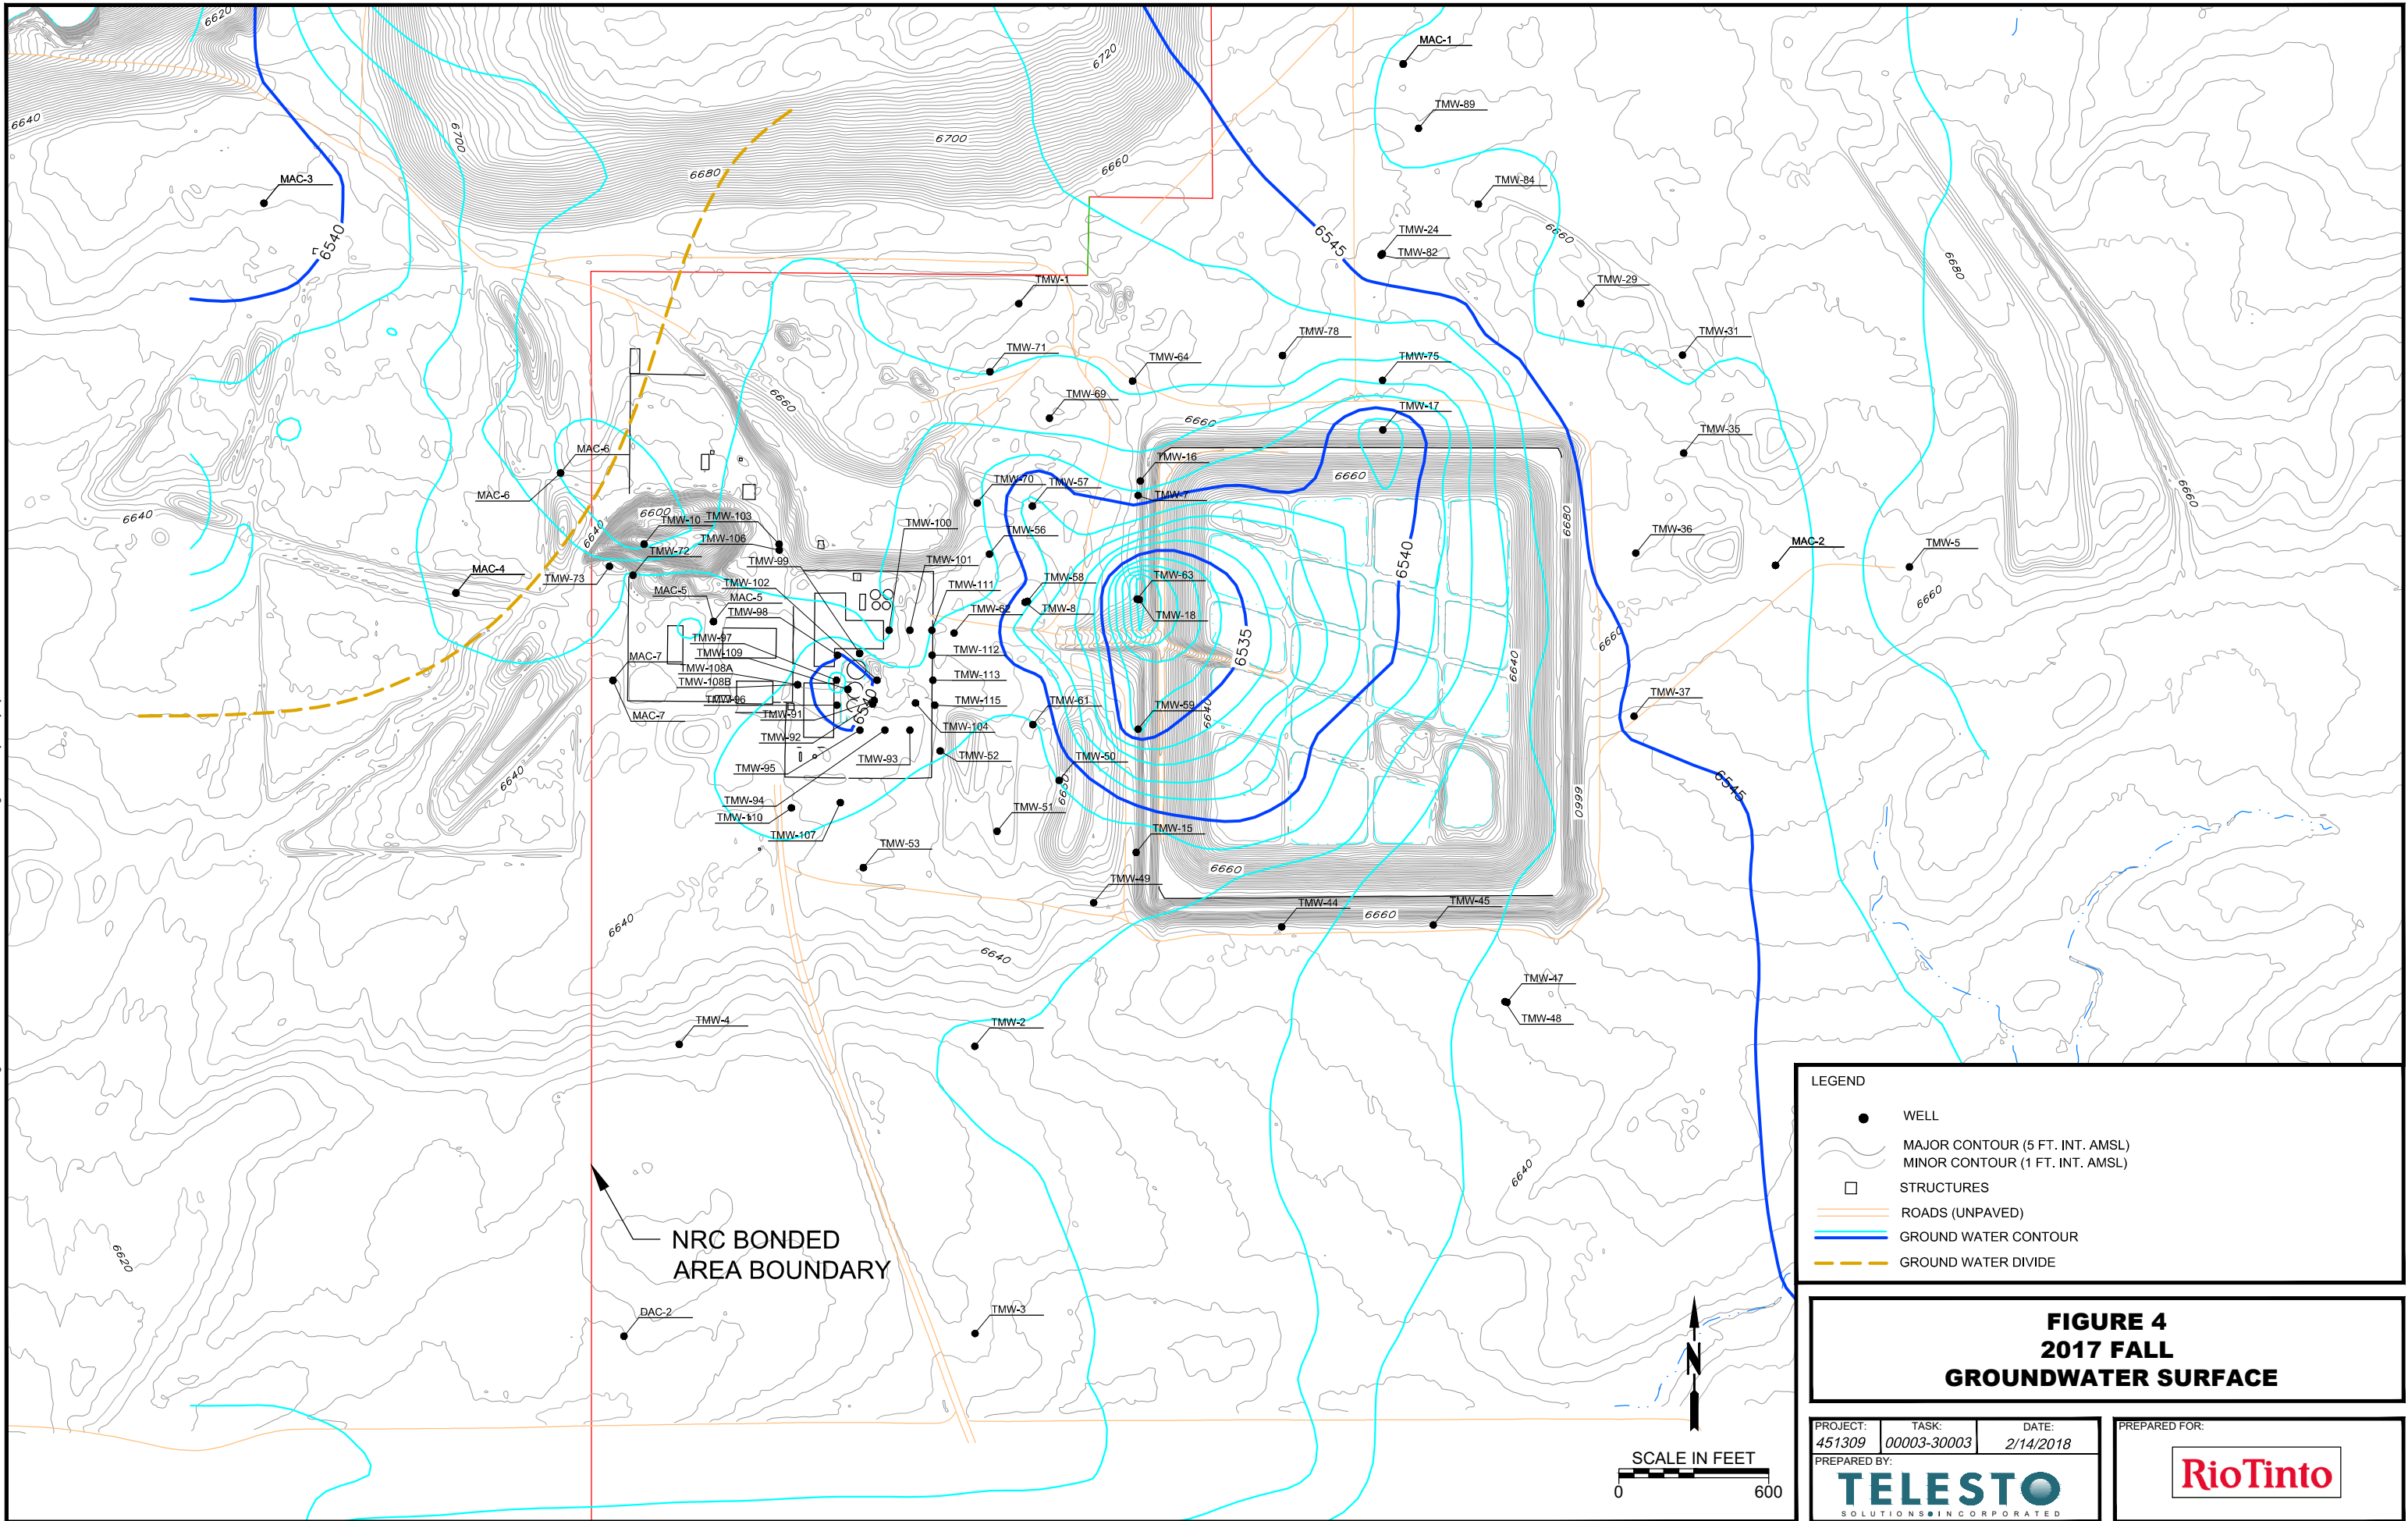 6620
MAC-1
6720
TMW-89
6640
6700
6700
6660
6680
MAC-3
TMW-84
6540
6545
TMW-24
TMW-82
6660
6680
TMW-1
TMW-29
TMW-78
TMW-31
TMW-71
TMW-64
TMW-75
6660
TMW-69
TMW-17
6660
TMW-35
MAC-6
TMW-16
6660
MAC-6
TMW-70
TMW-57
TMW-7
6660
6640
6600
TMW-10
TMW-103
TMW-100
6680
6640
TMW-106
TMW-56
TMW-36
MAC-2
TMW-5
TMW-72
TMW-99
TMW-101
6540
MAC-4
TMW-73
TMW-102
TMW-111
TMW-58
TMW-63
MAC-5
MAC-5
TMW-62
TMW-8
TMW-18
6660
TMW-98
6660
TMW-97
TMW-109
TMW-112
6535
MAC-7
TMW-108A
TMW-113
6640
TMW-108B
TMW-96
TMW-115
TMW-61
TMW-59
6640
TMW-37
MAC-7
TMW-91
6540
TMW-104
TMW-92
TMW-52
TMW-95
TMW-93
TMW-50
6640
6650
6545
TMW-94
TMW-51
6660
TMW-110
TMW-107
TMW-15
TMW-53
6660
TMW-49
TMW-44
6660
TMW-45
6640
6640
TMW-47
TMW-4
TMW-2
TMW-48
6640
6620
NRC BONDED
AREA BOUNDARY
DAC-2
TMW-3
N
SCALE IN FEET
0 600
LEGEND
WELL
MAJOR CONTOUR (5 FT. INT. AMSL)
MINOR CONTOUR (1 FT. INT. AMSL)
STRUCTURES
ROADS (UNPAVED)
GROUND WATER CONTOUR
GROUND WATER DIVIDE
FIGURE 4
2017 FALL
GROUNDWATER SURFACE
PROJECT: TASK: DATE:
451309 00003-30003 2/14/2018
PREPARED BY:
TELESTO
SOLUTIONS INCORPORATED
PREPARED FOR:
RioTinto